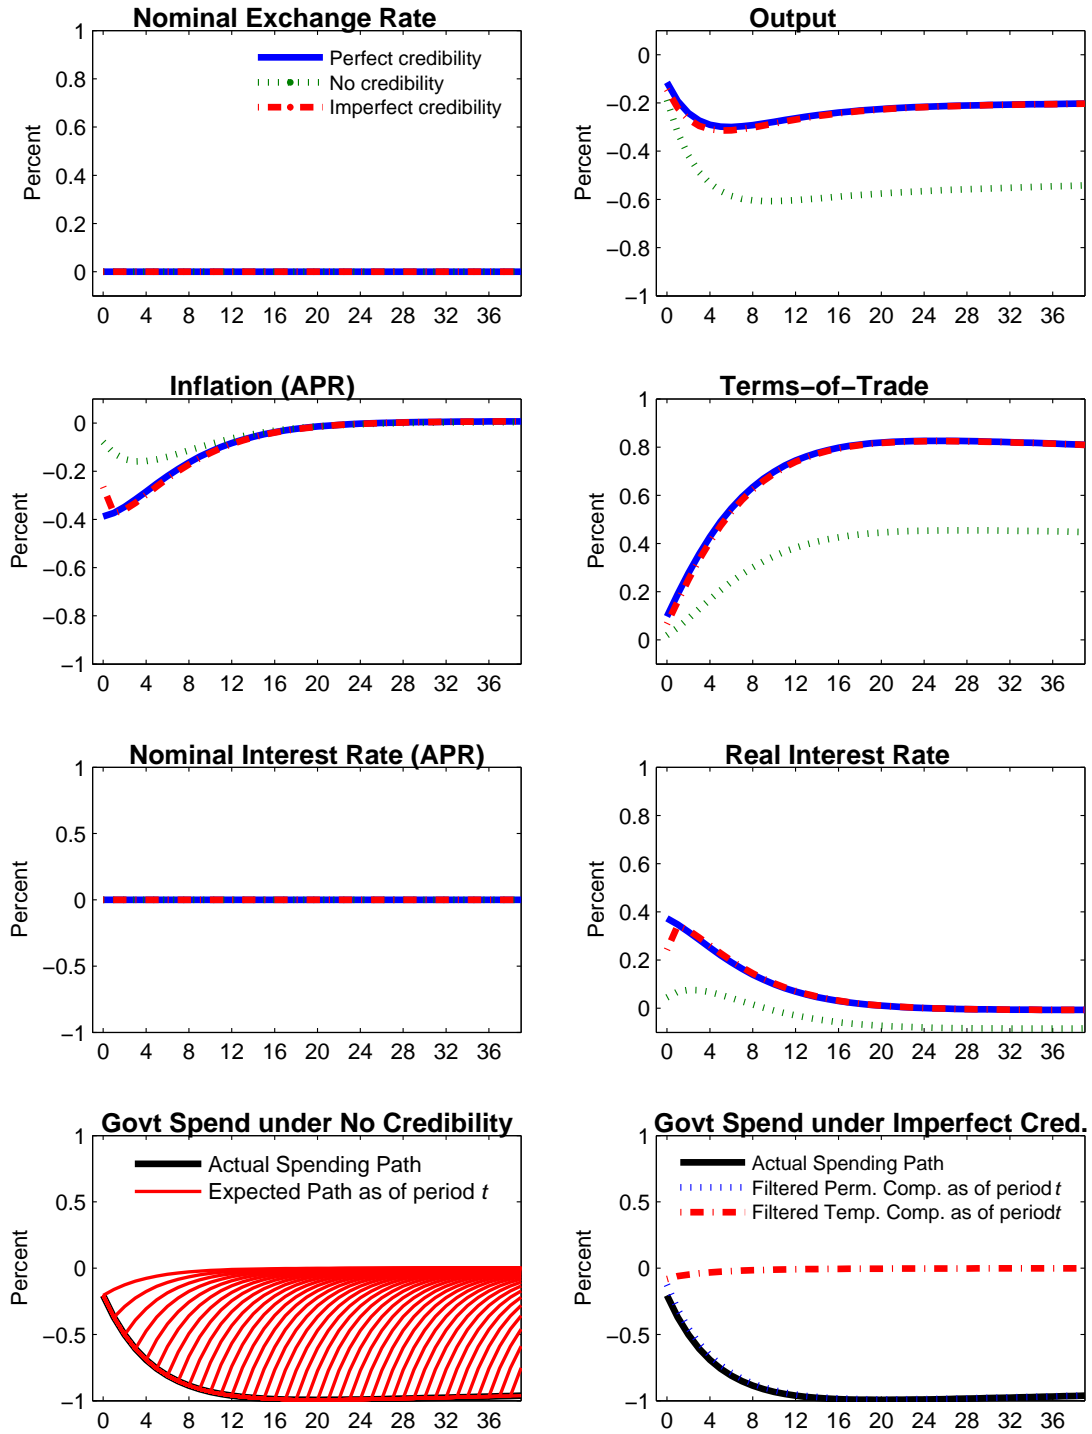 Nominal Exchange Rate
Percent
1
0.8
0.6
0.4
0.2
0
0 4 8 12 16 20 24 28 32 36
Perfect credibility
No credibility
Imperfect credibility
Output
Percent
0
−0.2
−0.4
−0.6
−0.8
−1
0 4 8 12 16 20 24 28 32 36
Inflation (APR)
Percent
0
−0.2
−0.4
−0.6
−0.8
−1
0 4 8 12 16 20 24 28 32 36
Terms−of−Trade
Percent
1
0.8
0.6
0.4
0.2
0
0 4 8 12 16 20 24 28 32 36
Nominal Interest Rate (APR)
Percent
1
0.5
0
−0.5
−1
0 4 8 12 16 20 24 28 32 36
Real Interest Rate
Percent
1
0.8
0.6
0.4
0.2
0
0 4 8 12 16 20 24 28 32 36
Govt Spend under No Credibility
Percent
1
0.5
0
−0.5
−1
0 4 8 12 16 20 24 28 32 36
Actual Spending Path
Expected Path as of period t
Govt Spend under Imperfect Cred.
Percent
1
0.5
0
−0.5
−1
0 4 8 12 16 20 24 28 32 36
Actual Spending Path
Filtered Perm. Comp. as of period t
Filtered Temp. Comp. as of period t